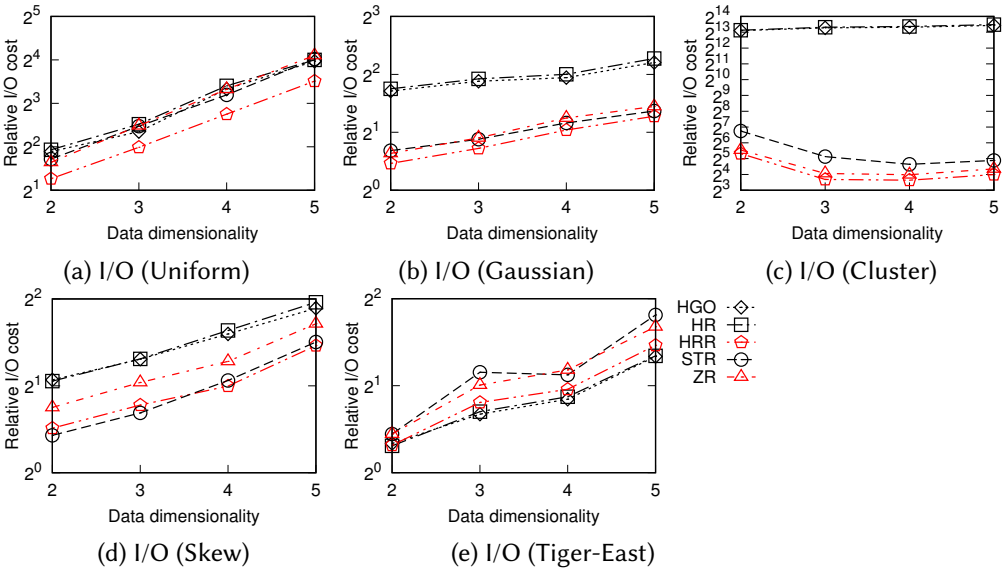 Relative I/O cost
2^5
2^4
2^3
2^2
2^1
2 3 4 5
Data dimensionality
(a) I/O (Uniform)
Relative I/O cost
2^3
2^2
2^1
2^0
2 3 4 5
Data dimensionality
(b) I/O (Gaussian)
Relative I/O cost
2^14
2^13
2^12
2^11
2^10
2^9
2^8
2^7
2^6
2^5
2^4
2^3
2 3 4 5
Data dimensionality
(c) I/O (Cluster)
Relative I/O cost
2^2
2^1
2^0
2 3 4 5
Data dimensionality
(d) I/O (Skew)
Relative I/O cost
2^2
2^1
2^0
2 3 4 5
Data dimensionality
(e) I/O (Tiger-East)
HGO
HR
HRR
STR
ZR